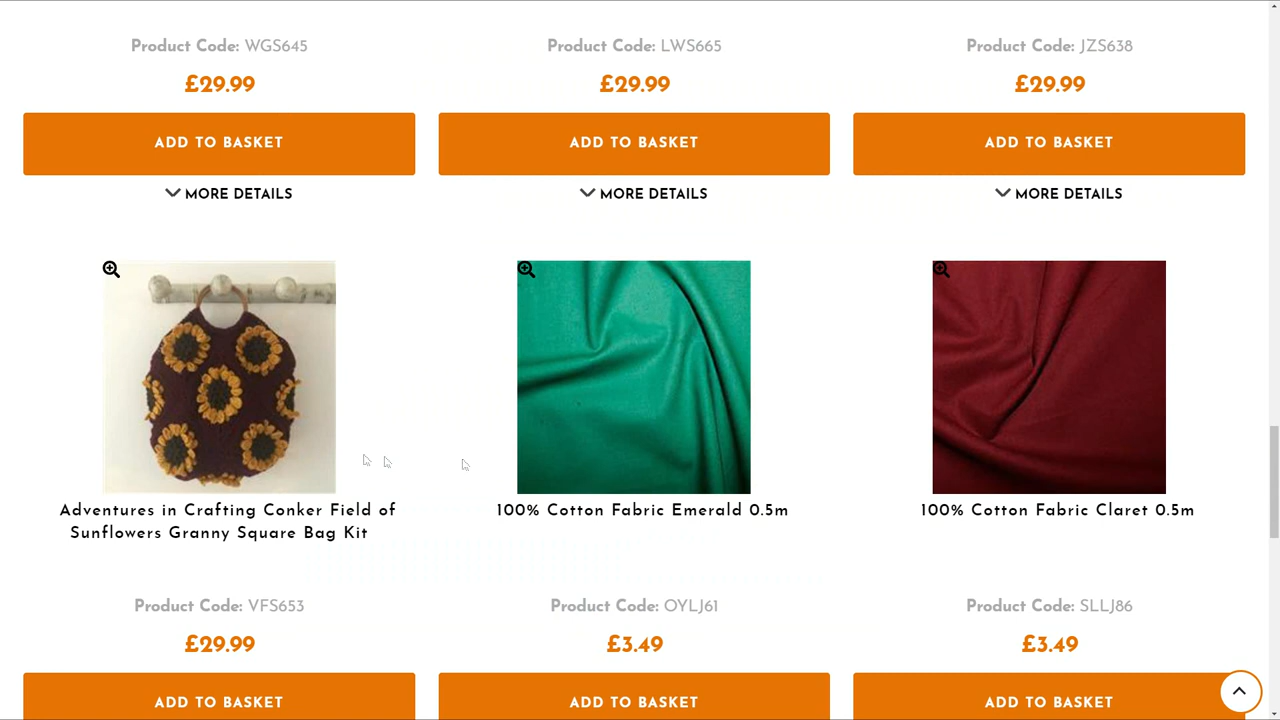 Product Code: WGS645
Product Code: LWS665
Product Code: JZS638
£29.99
£29.99
£29.99
ADD TO BASKET
ADD TO BASKET
ADD TO BASKET
MORE DETAILS
MORE DETAILS
MORE DETAILS
Adventures in Crafting Conker Field of
Sunflowers Granny Square Bag Kit
100% Cotton Fabric Emerald 0.5m
100% Cotton Fabric Claret 0.5m
Product Code: VFS653
Product Code: OYLJ61
Product Code: SLLJ86
£29.99
£3.49
£3.49
ADD TO BASKET
ADD TO BASKET
ADD TO BASKET